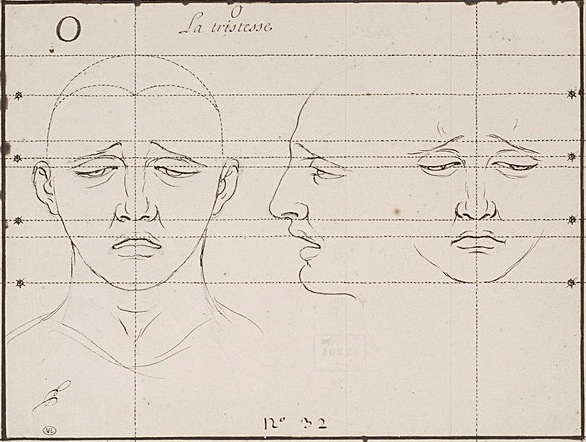 O
O
La tristesse
N° 32